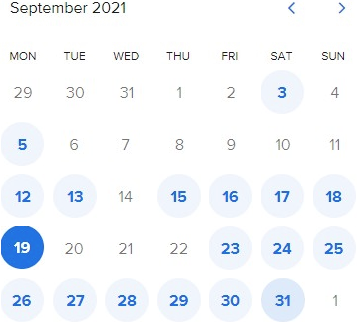 September 2021
MON TUE WED THU FRI SAT SUN
29 30 31 1 2 3 4
5 6 7 8 9 10 11
12 13 14 15 16 17 18
19 20 21 22 23 24 25
26 27 28 29 30 31 1